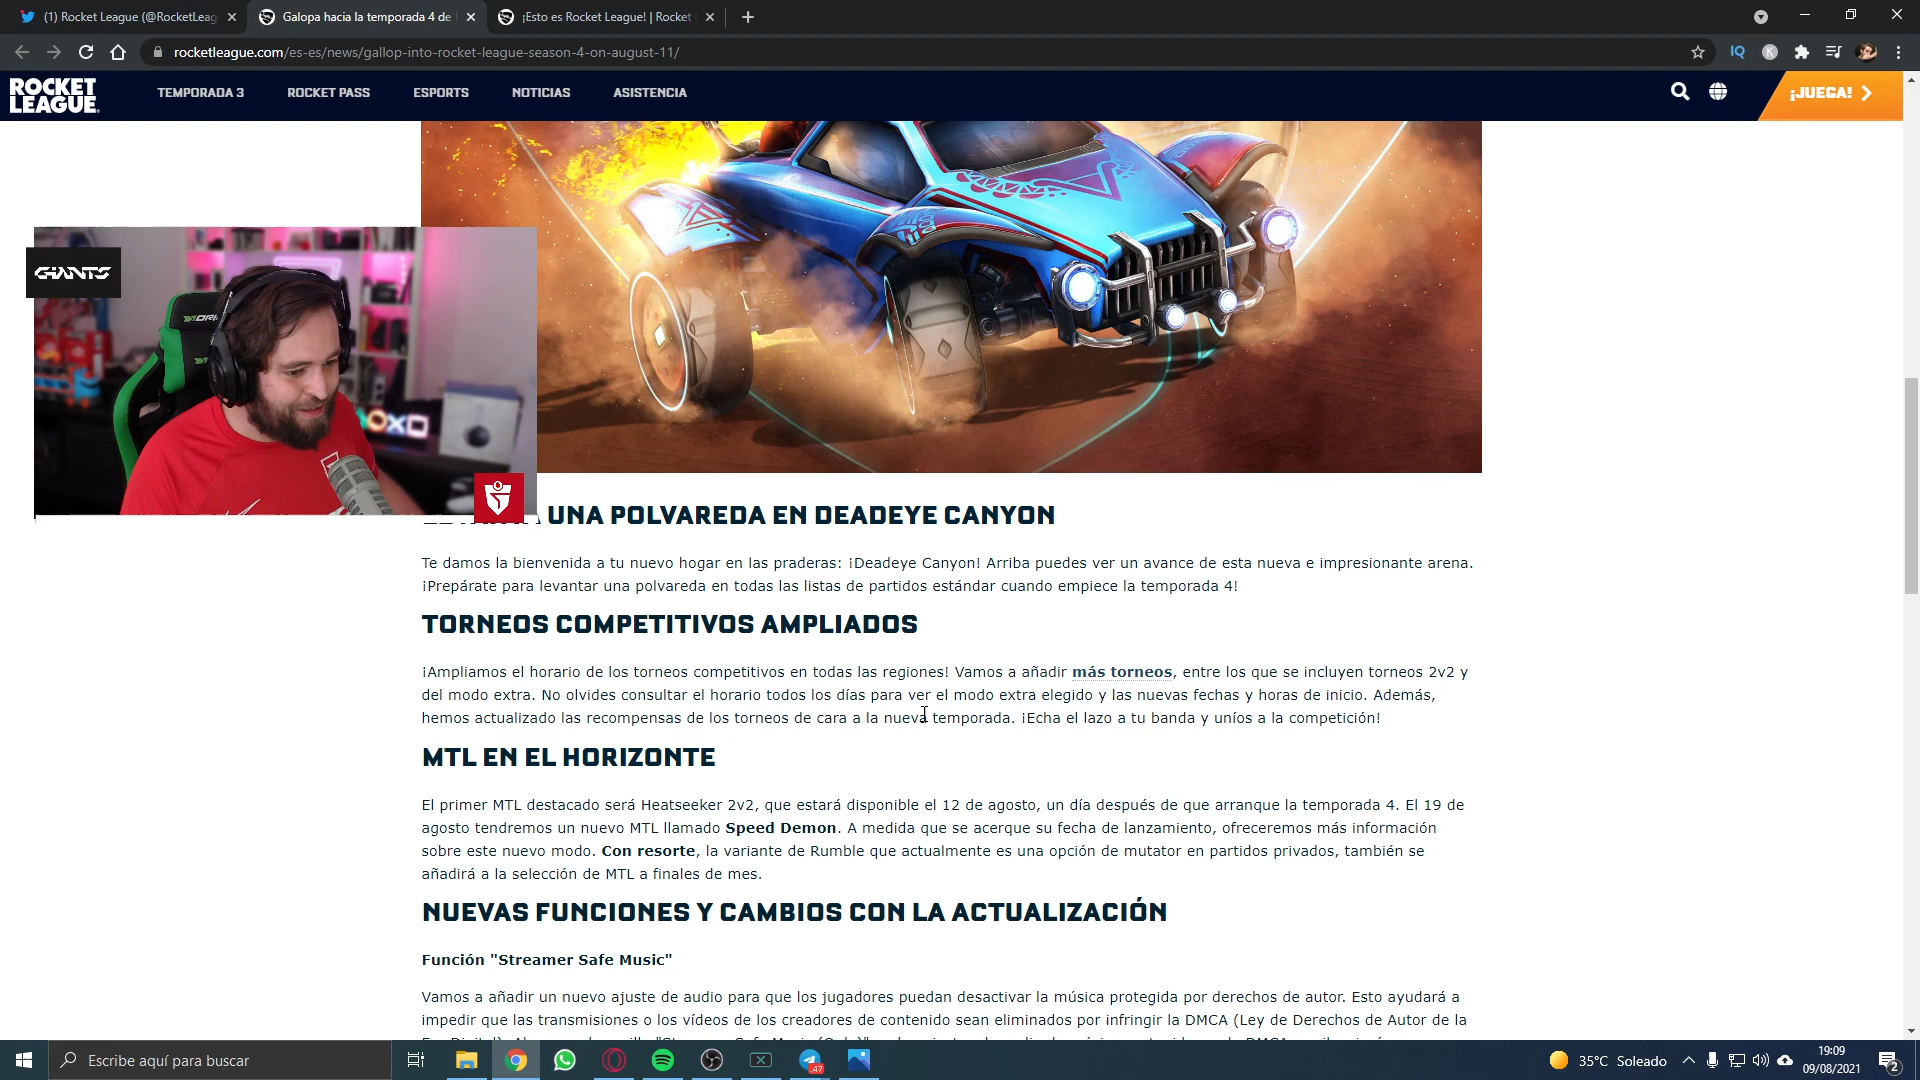 (1) Rocket League (@RocketLeag
Galopa hacia la temporada 4 de
¡Esto es Rocket League! | Rocket
rocketleague.com/es-es/news/gallop-into-rocket-league-season-4-on-august-11/
ROCKET
LEAGUE
TEMPORADA 3
ROCKET PASS
ESPORTS
NOTICIAS
ASISTENCIA
¡JUEGA!
GIANTS
UNA POLVAREDA EN DEADEYE CANYON
Te damos la bienvenida a tu nuevo hogar en las praderas: ¡Deadeye Canyon! Arriba puedes ver un avance de esta nueva e impresionante arena.
¡Prepárate para levantar una polvareda en todas las listas de partidos estándar cuando empiece la temporada 4!
TORNEOS COMPETITIVOS AMPLIADOS
¡Ampliamos el horario de los torneos competitivos en todas las regiones! Vamos a añadir más torneos, entre los que se incluyen torneos 2v2 y
del modo extra. No olvides consultar el horario todos los días para ver el modo extra elegido y las nuevas fechas y horas de inicio. Además,
hemos actualizado las recompensas de los torneos de cara a la nueva temporada. ¡Echa el lazo a tu banda y uníos a la competición!
MTL EN EL HORIZONTE
El primer MTL destacado será Heatseeker 2v2, que estará disponible el 12 de agosto, un día después de que arranque la temporada 4. El 19 de
agosto tendremos un nuevo MTL llamado Speed Demon. A medida que se acerque su fecha de lanzamiento, ofreceremos más información
sobre este nuevo modo. Con resorte, la variante de Rumble que actualmente es una opción de mutator en partidos privados, también se
añadirá a la selección de MTL a finales de mes.
NUEVAS FUNCIONES Y CAMBIOS CON LA ACTUALIZACIÓN
Función "Streamer Safe Music"
Vamos a añadir un nuevo ajuste de audio para que los jugadores puedan desactivar la música protegida por derechos de autor. Esto ayudará a
impedir que las transmisiones o los vídeos de los creadores de contenido sean eliminados por infringir la DMCA (Ley de Derechos de Autor de la
Escribe aquí para buscar
47
35°C Soleado
19:09
09/08/2021
2